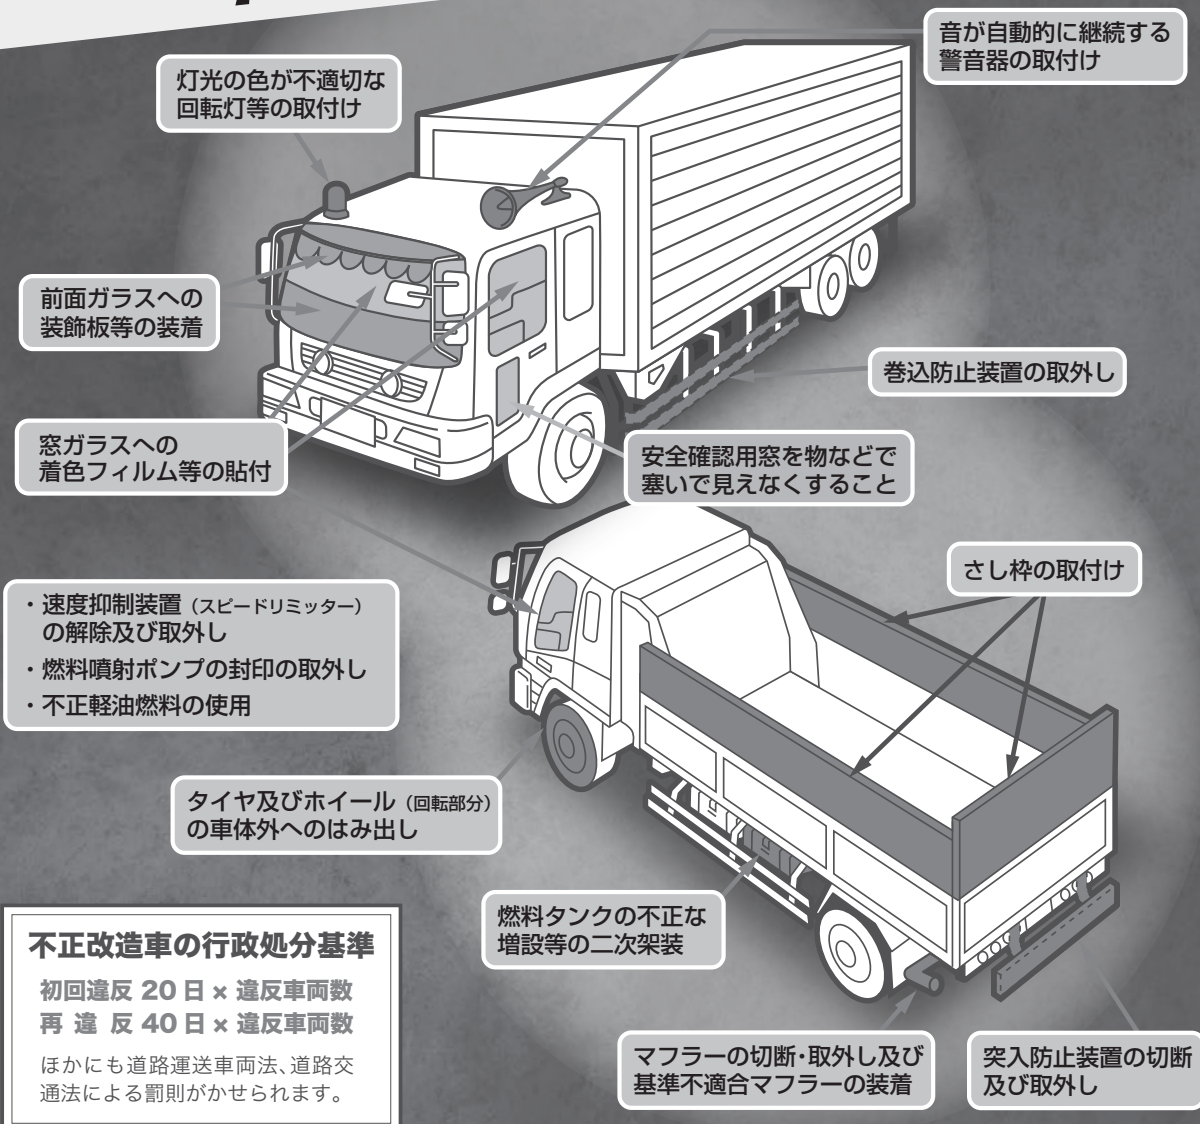 音が自動的に継続する
警音器の取付け
灯光の色が不適切な
回転灯等の取付け
前面ガラスへの
装飾板等の装着
巻込防止装置の取外し
窓ガラスへの
着色フィルム等の貼付
安全確認用窓を物などで
塞いで見えなくすること
さし枠の取付け
・速度抑制装置（スピードリミッター）
の解除及び取外し
・燃料噴射ポンプの封印の取外し
・不正軽油燃料の使用
タイヤ及びホイール（回転部分）
の車体外へのはみ出し
燃料タンクの不正な
増設等の二次架装
不正改造車の行政処分基準
初回違反 20 日 × 違反車両数
再 違 反 40 日 × 違反車両数
ほかにも道路運送車両法、道路交
通法による罰則がかせられます。
マフラーの切断・取外し及び
基準不適合マフラーの装着
突入防止装置の切断
及び取外し